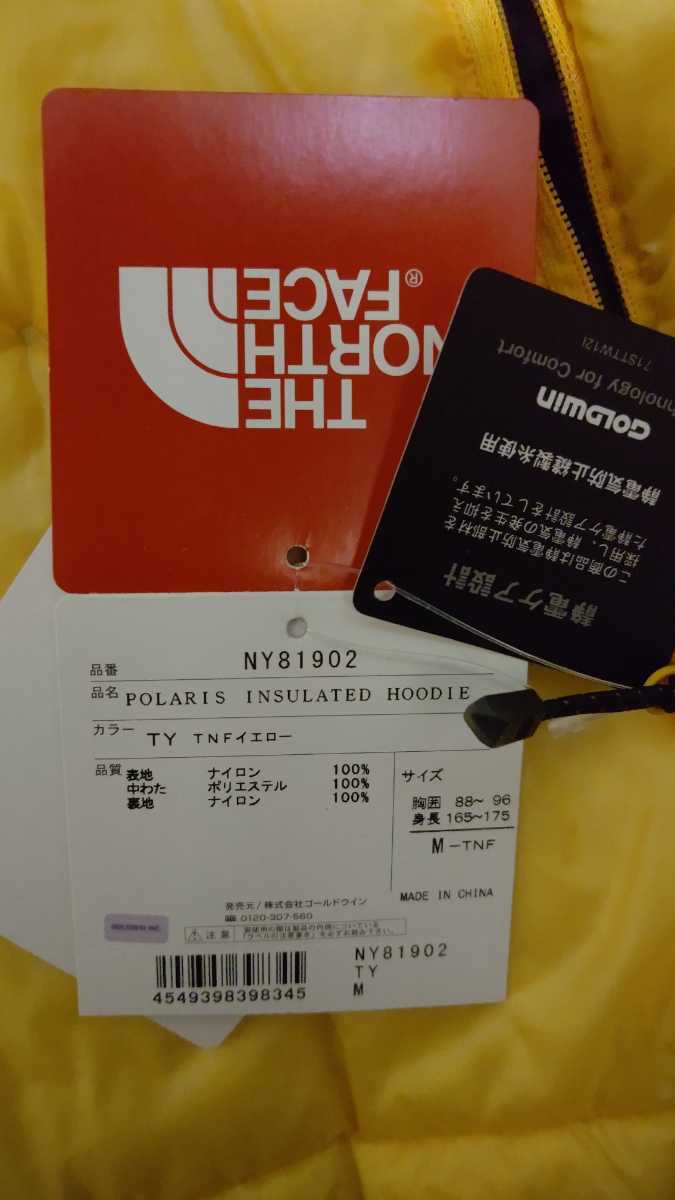 THE
NORTH
FACE®
静電ケア設計
この商品は静電気防止部材を
採用し、静電気の発生を抑え
た静電ケア設計をしています。
静電気防止縫製糸使用
GOLDWIN
hnology for Comfort
71STTW12I
品番 NY81902
品名 POLARIS INSULATED HOODIE
カラー TY TNFイエロー
品質 表地 ナイロン 100%
中わた ポリエステル 100%
裏地 ナイロン 100%
サイズ
胸囲 88~ 96
身長 165~175
M-TNF
MADE IN CHINA
発売元/株式会社ゴールドウイン
0120-307-560
注意
4549398398345
NY81902
TY
M